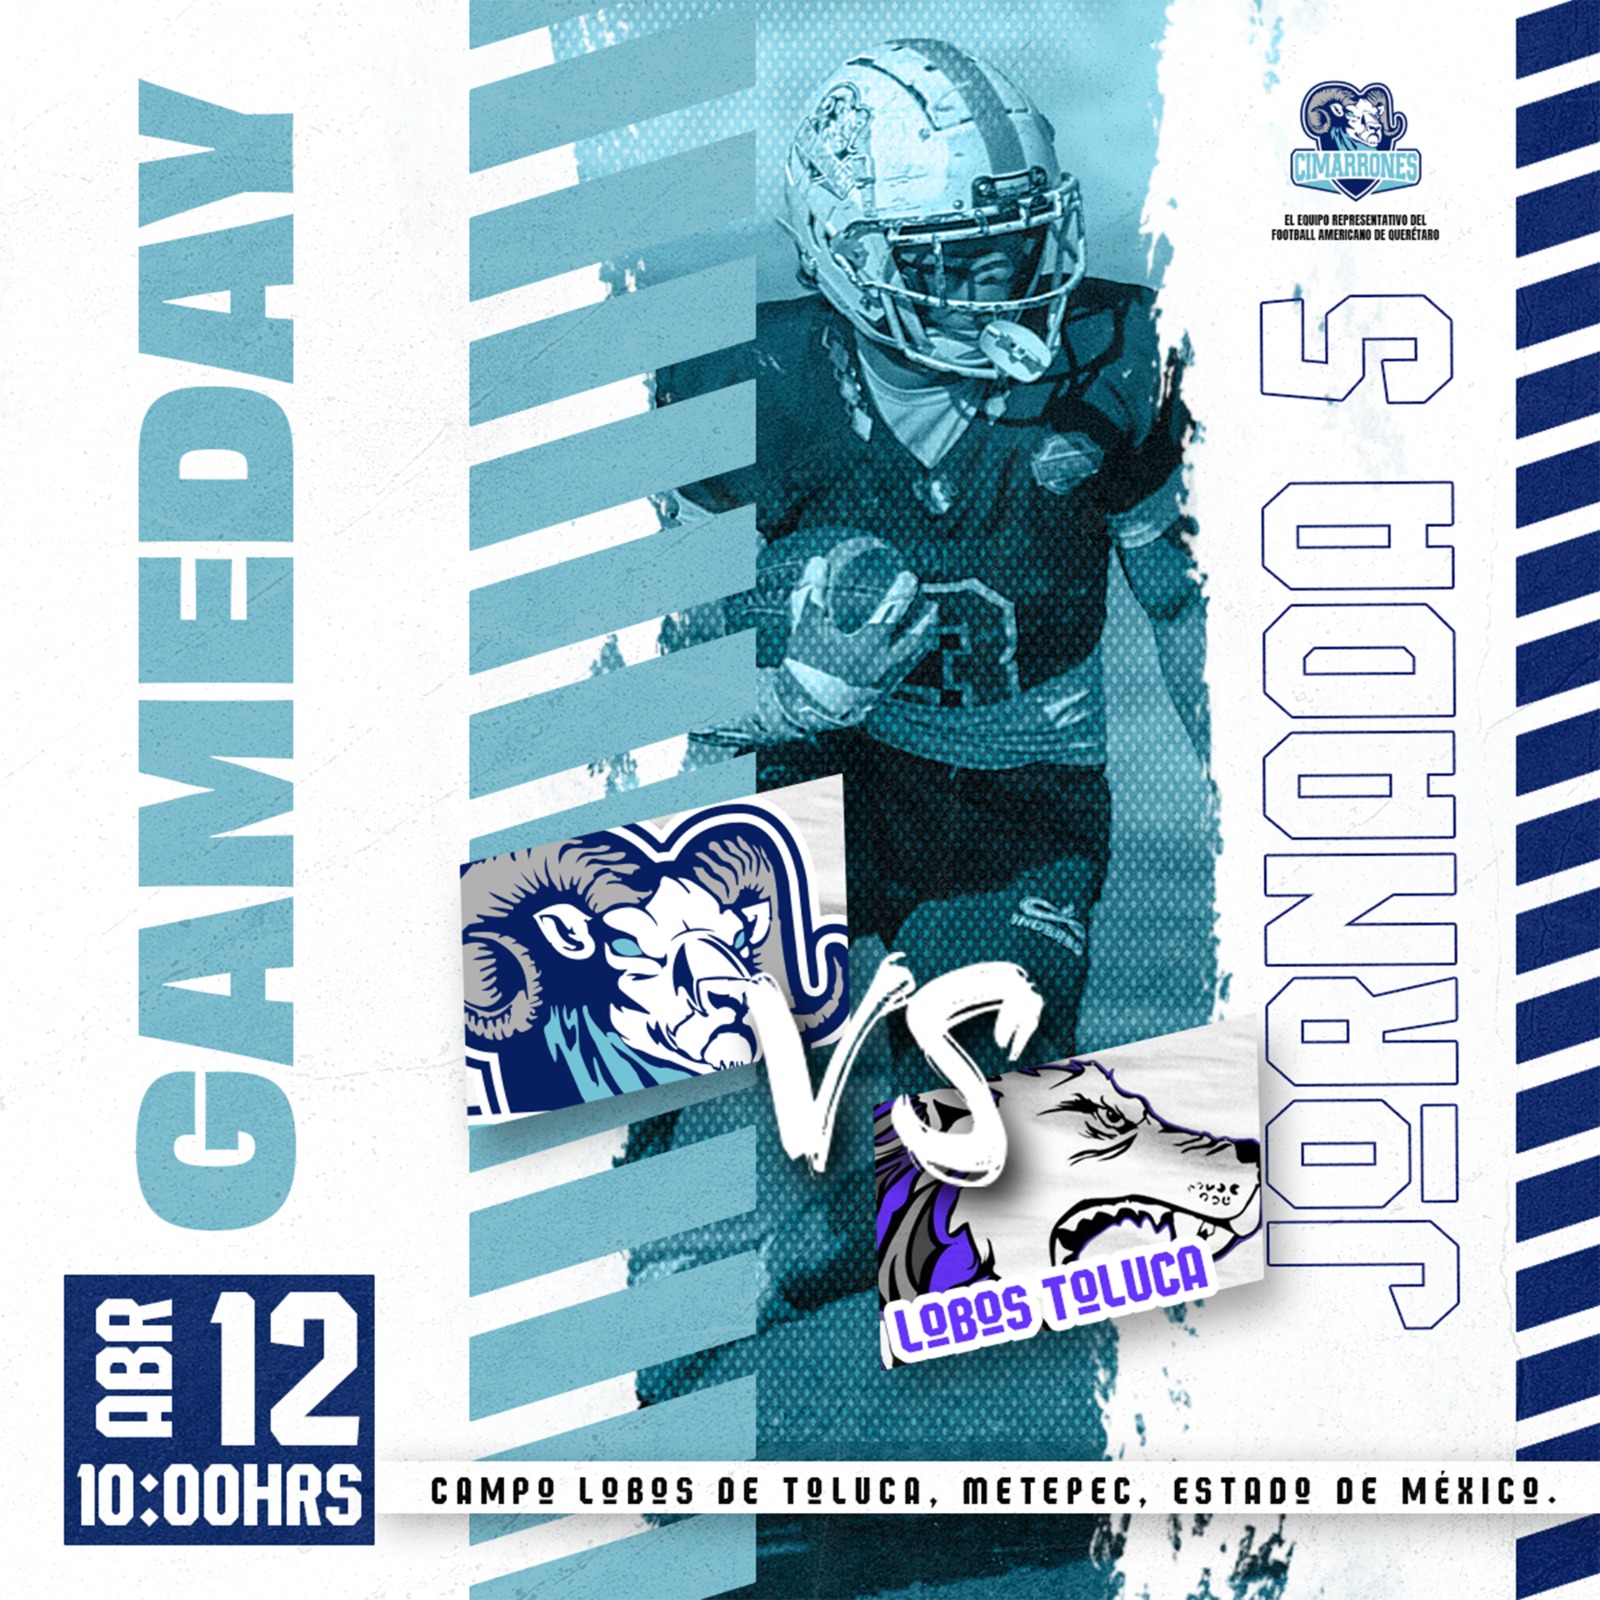 GAMEDAY
CIMARRONES
EL EQUIPO REPRESENTATIVO DEL
FOOTBALL AMERICANO DE QUERÉTARO
JORNADA 5
VS
LOBOS TOLUCA
ABR 12
10:00HRS
CAMPO LOBOS DE TOLUCA, METEPEC, ESTADO DE MÉXICO.